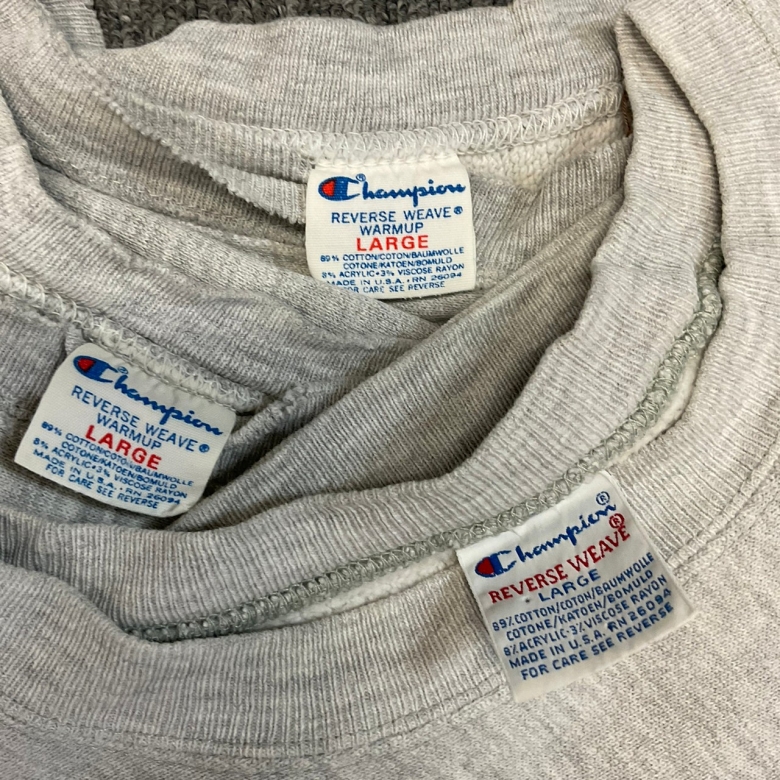 Champion®
REVERSE WEAVE®
WARMUP
LARGE
89% COTTON/COTON/BAUMWOLLE
COTONE/KATOEN/BOMULD
8% ACRYLIC•3% VISCOSE RAYON
MADE IN U.S.A.•RN 26094
FOR CARE SEE REVERSE
Champion®
REVERSE WEAVE®
WARMUP
LARGE
89% COTTON/COTON/BAUMWOLLE
COTONE/KATOEN/BOMULD
8% ACRYLIC•3% VISCOSE RAYON
MADE IN U.S.A.•RN 26094
FOR CARE SEE REVERSE
Champion®
REVERSE WEAVE®
• LARGE
89% COTTON/COTON/BAUMWOLLE
COTONE/KATOEN/BOMULD
8% ACRYLIC-3% VISCOSE RAYON
MADE IN U.S.A. RN 26094
FOR CARE SEE REVERSE